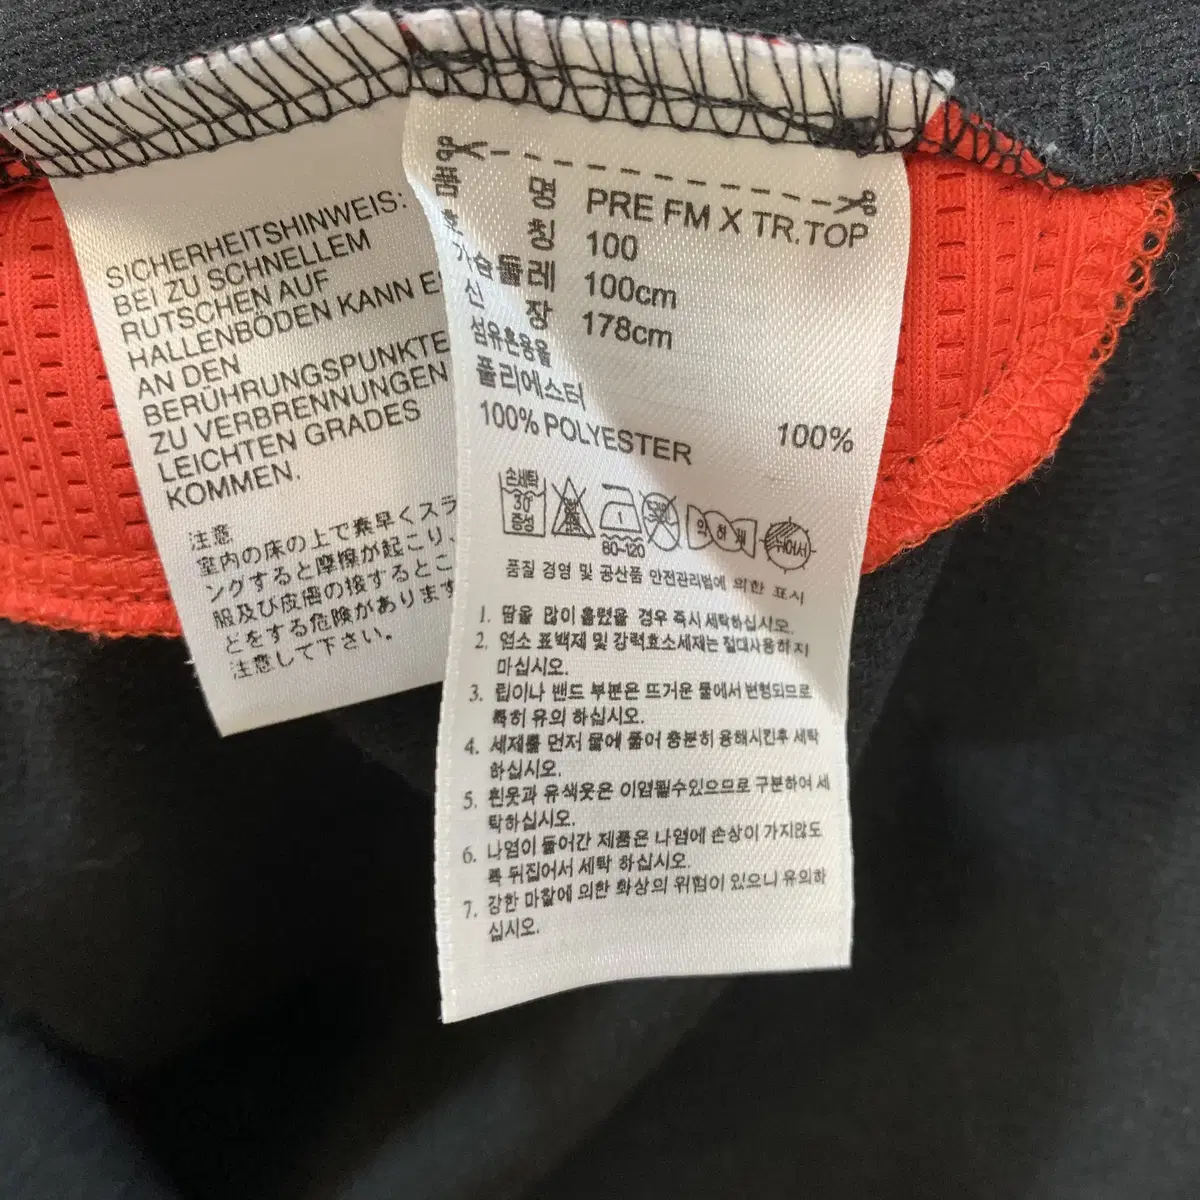 SICHERHEITSHINWEIS:
BEI ZU SCHNELLEM
RUTSCHEN AUF
HALLENBÖDEN KANN ES
AN DEN
BERÜHRUNGSPUNKTE
ZU VERBRENNUNGEN
LEICHTEN GRADES
KOMMEN.
注意
室内の床の上で素早くスラ
ングすると摩擦が起こり、
服及び皮膚の接するとこ
どをする危険があります
注意して下さい。
품 명 PRE FM X TR.TOP
호 칭 100
가슴둘레 100cm
신 장 178cm
섬유혼용율
폴리에스터 100%
100% POLYESTER
손세탁
30°
중성
1
80-120
쉬어서
품질 경영 및 공산품 안전관리법에 의한 표시
1. 땀을 많이 흘렸을 경우 즉시 세탁하십시오.
2. 염소 표백제 및 강력효소세제는 절대사용하지
마십시오.
3. 립이나 밴드 부분은 뜨거운 물에서 변형되므로
특히 유의 하십시오.
4. 세제를 먼저 물에 풀어 충분히 용해시킨후 세탁
하십시오.
5. 흰옷과 유색옷은 이염될수있으므로 구분하여 세
탁하십시오.
6. 나염이 들어간 제품은 나염에 손상이 가지않도
록 뒤집어서 세탁 하십시오.
7. 강한 마찰에 의한 화상의 위험이 있으니 유의하
십시오.